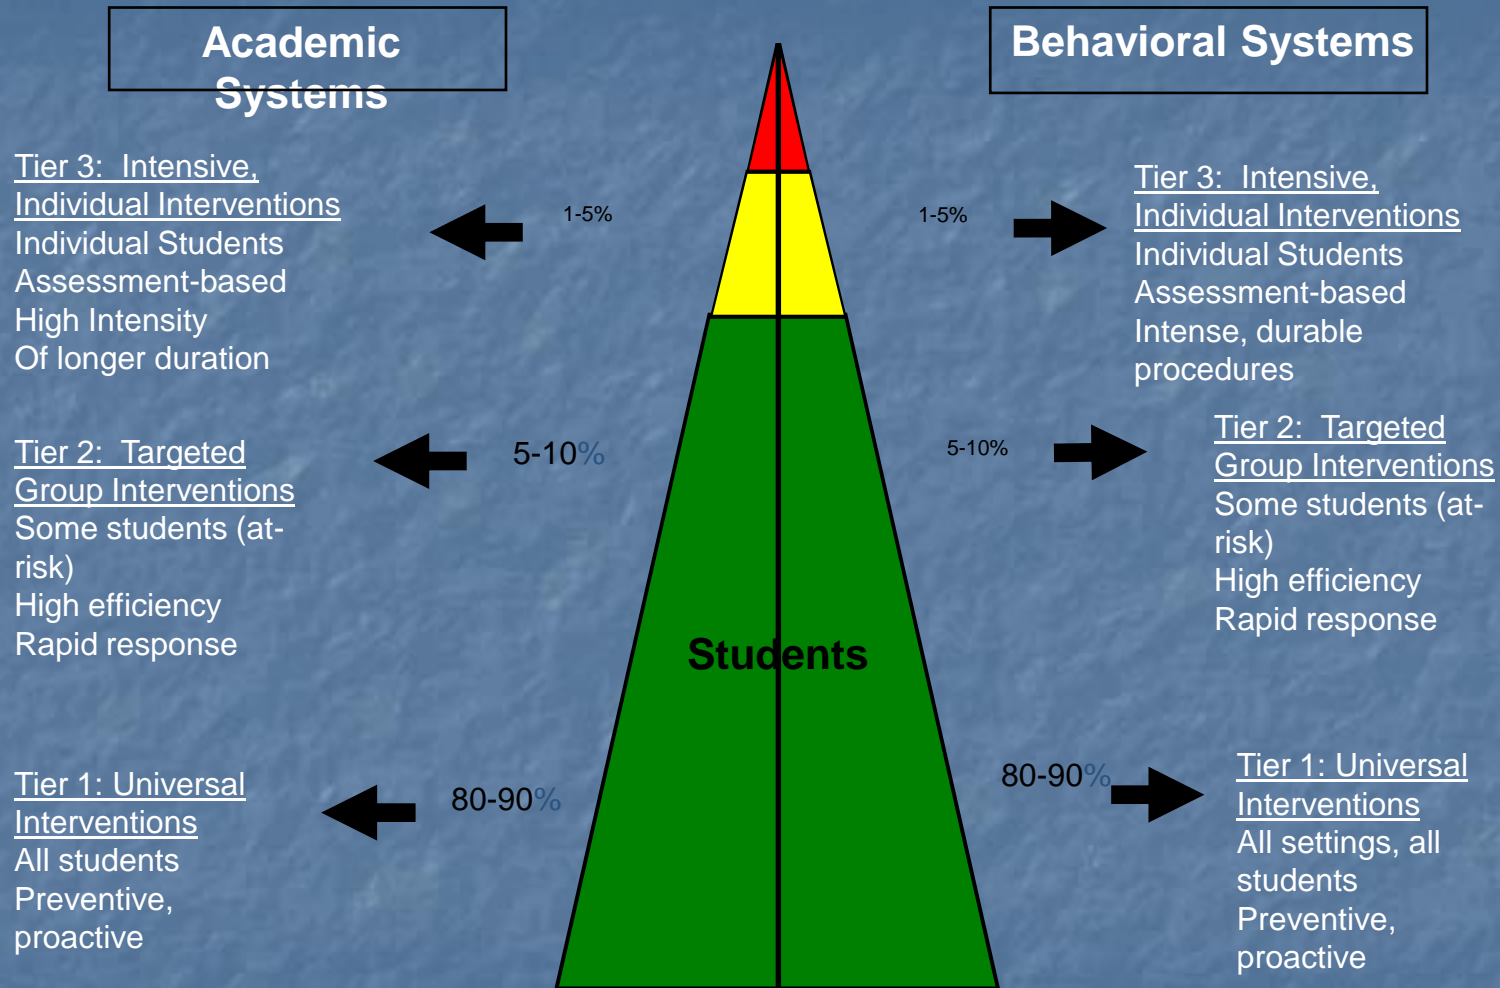 Academic
Systems
Behavioral Systems
Tier 3:  Intensive,
Individual Interventions
Individual Students
Assessment-based
High Intensity
Of longer duration
1-5%
1-5%
Tier 3:  Intensive,
Individual Interventions
Individual Students
Assessment-based
Intense, durable
procedures
Tier 2:  Targeted
Group Interventions
Some students (at-
risk)
High efficiency
Rapid response
5-10%
5-10%
Tier 2:  Targeted
Group Interventions
Some students (at-
risk)
High efficiency
Rapid response
Students
Tier 1: Universal
Interventions
All students
Preventive,
proactive
80-90%
80-90%
Tier 1: Universal
Interventions
All settings, all
students
Preventive,
proactive